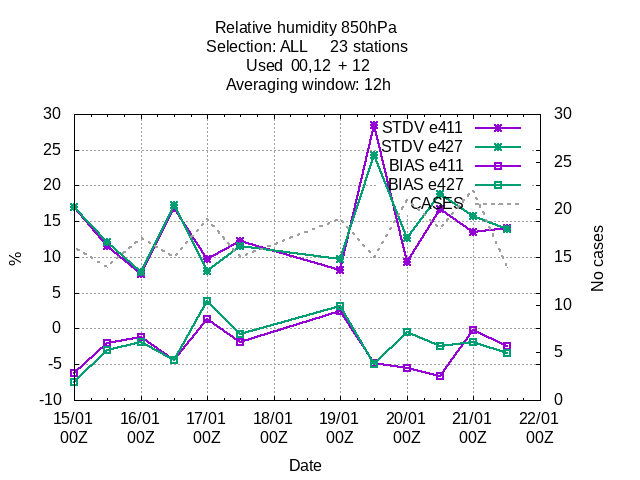 Relative humidity 850hPa
Selection: ALL 23 stations
Used 00,12 + 12
Averaging window: 12h
30 30
STDV e411
25 STDV e427 25
BIAS e411
20 BIAS e427 20
CASES
15 15
10
5 10
0
-5 5
-10 0
% No cases
15/01 16/01 17/01 18/01 19/01 20/01 21/01 22/01
00Z 00Z 00Z 00Z 00Z 00Z 00Z 00Z
Date